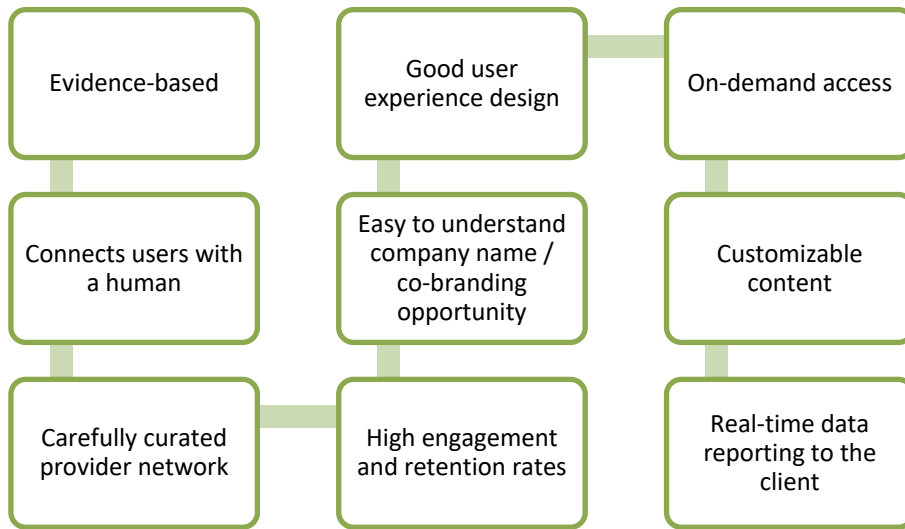 Evidence-based
Connects users with
a human
Carefully curated
provider network
High engagement
and retention rates
Easy to understand
company name /
co-branding
opportunity
Good user
experience design
On-demand access
Customizable
content
Real-time data
reporting to the
client